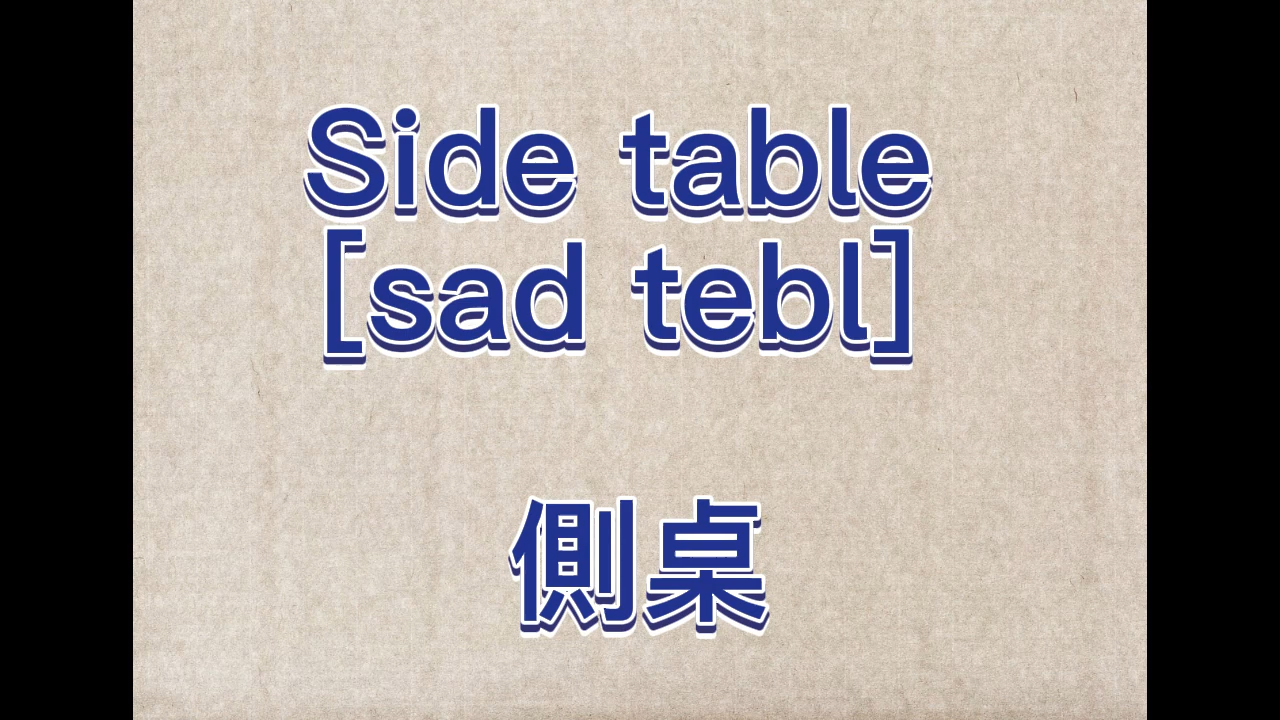 Side table
[sad tebl]
側桌